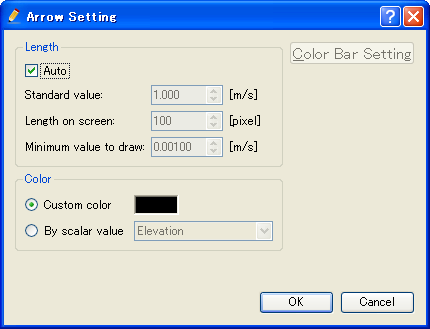 Arrow Setting
Length
Color Bar Setting
Auto
Standard value: 1.000 [m/s]
Length on screen: 100 [pixel]
Minimum value to draw: 0.00100 [m/s]
Color
Custom color
By scalar value Elevation
OK Cancel